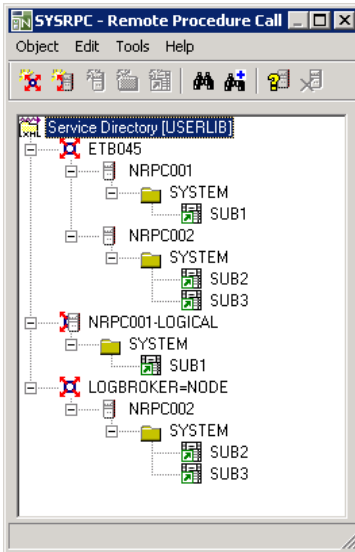 SYSRPC - Remote Procedure Call
Object Edit Tools Help
Service Directory [USERLIB]
ETB045
NRPC001
SYSTEM
SUB1
NRPC002
SYSTEM
SUB2
SUB3
NRPC001-LOGICAL
SYSTEM
SUB1
LOGBROKER=NODE
NRPC002
SYSTEM
SUB2
SUB3